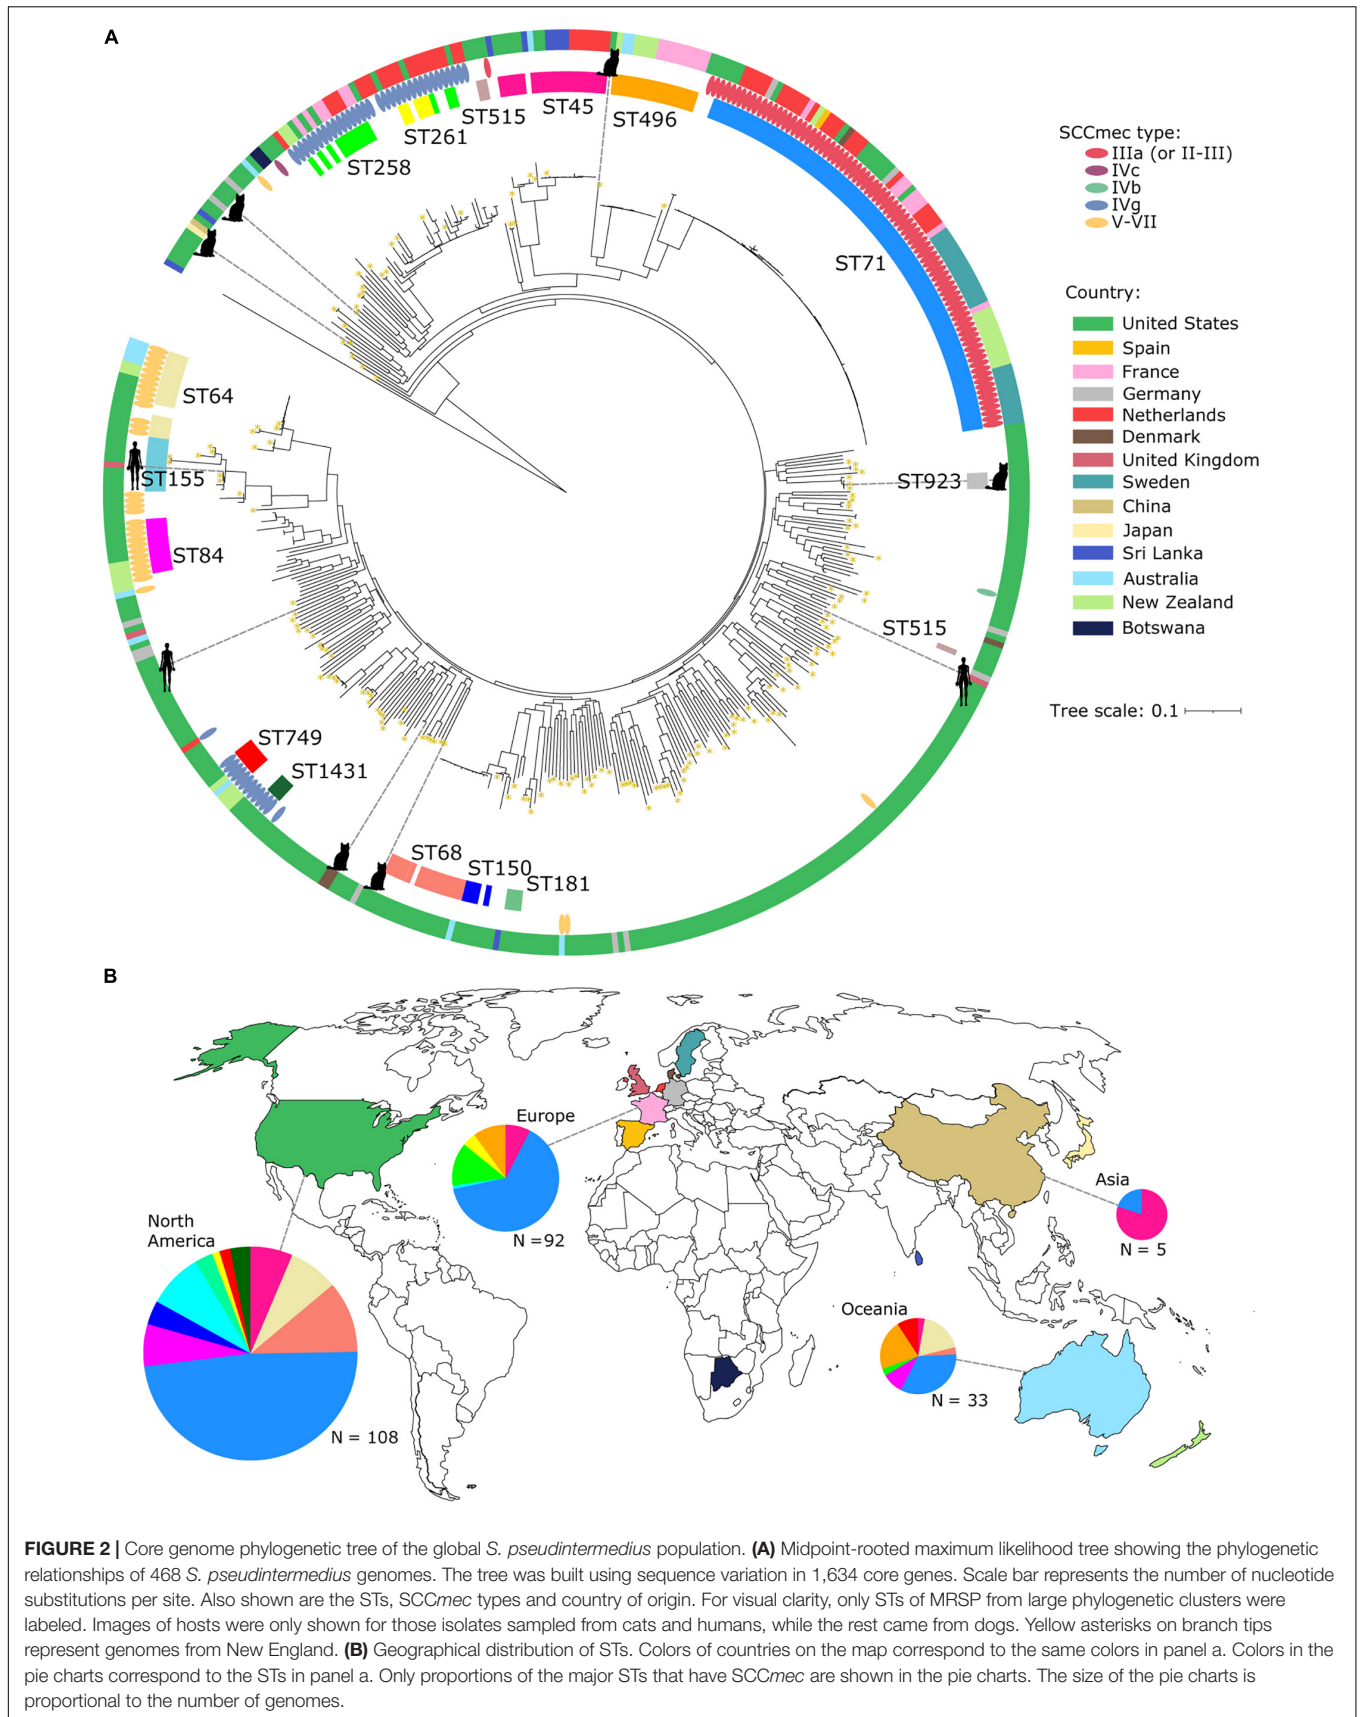 A
ST515
ST45
ST496
ST261
ST258
ST71
ST64
ST155
ST84
ST923
ST515
ST749
ST1431
ST68
ST150
ST181
SCCmec type:
IIIa (or II-III)
IVc
IVb
IVg
V-VII
Country:
United States
Spain
France
Germany
Netherlands
Denmark
United Kingdom
Sweden
China
Japan
Sri Lanka
Australia
New Zealand
Botswana
Tree scale: 0.1
B
Europe
N =92
North
America
N = 108
Asia
N = 5
Oceania
N = 33
FIGURE 2 | Core genome phylogenetic tree of the global S. pseudintermedius population. (A) Midpoint-rooted maximum likelihood tree showing the phylogenetic
relationships of 468 S. pseudintermedius genomes. The tree was built using sequence variation in 1,634 core genes. Scale bar represents the number of nucleotide
substitutions per site. Also shown are the STs, SCCmec types and country of origin. For visual clarity, only STs of MRSP from large phylogenetic clusters were
labeled. Images of hosts were only shown for those isolates sampled from cats and humans, while the rest came from dogs. Yellow asterisks on branch tips
represent genomes from New England. (B) Geographical distribution of STs. Colors of countries on the map correspond to the same colors in panel a. Colors in the
pie charts correspond to the STs in panel a. Only proportions of the major STs that have SCCmec are shown in the pie charts. The size of the pie charts is
proportional to the number of genomes.